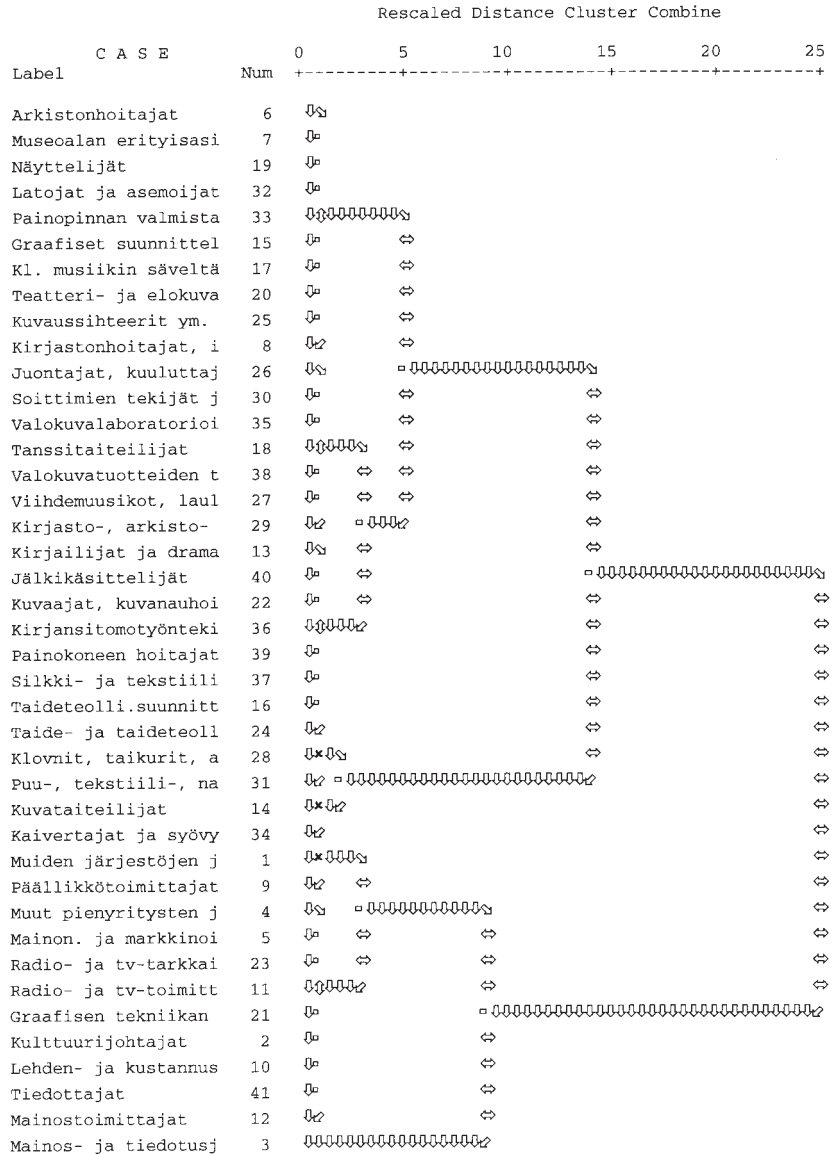 Rescaled Distance Cluster Combine
C A S E 0 5 10 15 20 25
Label Num +---------+---------+---------+---------+---------+
Arkistonhoitajat 6
Museoalan erityisasi 7
Näyttelijät 19
Latojat ja asemoijat 32
Painopinnan valmista 33
Graafiset suunnittel 15
Kl. musiikin säveltä 17
Teatteri- ja elokuva 20
Kuvaussihteerit ym. 25
Kirjastonhoitajat, i 8
Juontajat, kuuluttaj 26
Soittimien tekijät j 30
Valokuvalaboratorioi 35
Tanssitaiteilijat 18
Valokuvatuotteiden t 38
Viihdemuusikot, laul 27
Kirjasto-, arkisto- 29
Kirjailijat ja drama 13
Jälkikäsittelijät 40
Kuvaajat, kuvanauhoi 22
Kirjansitomotyönteki 36
Painokoneen hoitajat 39
Silkki- ja tekstiili 37
Taideteolli.suunnitt 16
Taide- ja taideteoll 24
Klovnit, taikurit, a 28
Puu-, tekstiili-, na 31
Kuvataiteilijat 14
Kaivertajat ja syövy 34
Muiden järjestöjen j 1
Päällikkötoimittajat 9
Muut pienyritysten j 4
Mainon. ja markkinoi 5
Radio- ja tv-tarkkai 23
Radio- ja tv-toimitt 11
Graafisen tekniikan 21
Kulttuurijohtajat 2
Lehden- ja kustannus 10
Tiedottajat 41
Mainostoimittajat 12
Mainos- ja tiedotusj 3